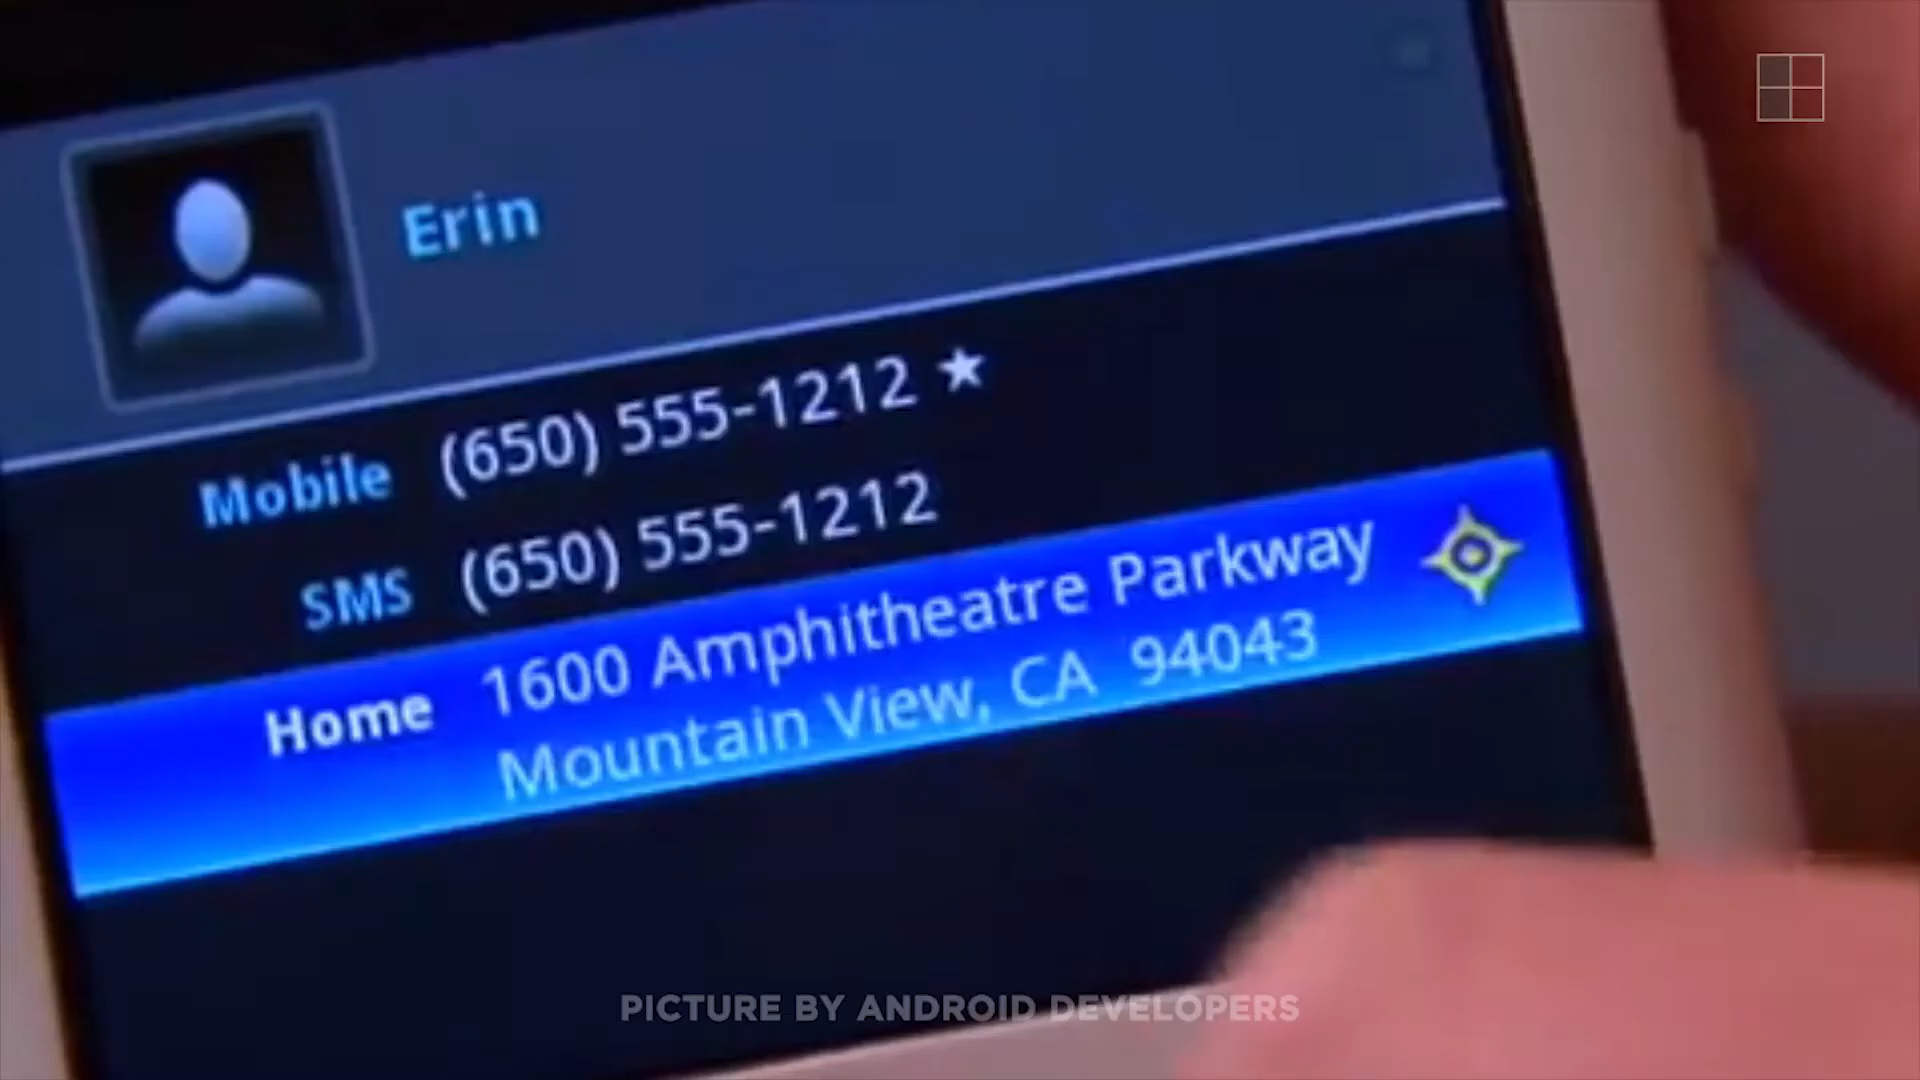 Erin
Mobile (650) 555-1212 ★
SMS (650) 555-1212
Home 1600 Amphitheatre Parkway
Mountain View, CA 94043
PICTURE BY ANDROID DEVELOPERS